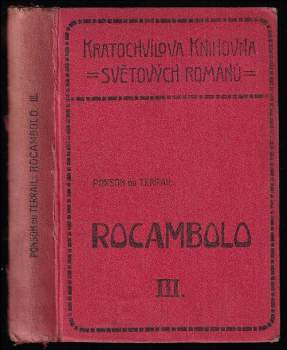 PONSON DU TERRAIL: ROCAMBOLO III.
KRATOCHVÍLOVA KNIHOVNA
SVĚTOVÝCH ROMÁNŮ
PONSON DU TERRAIL:
ROCAMBOLO
III.